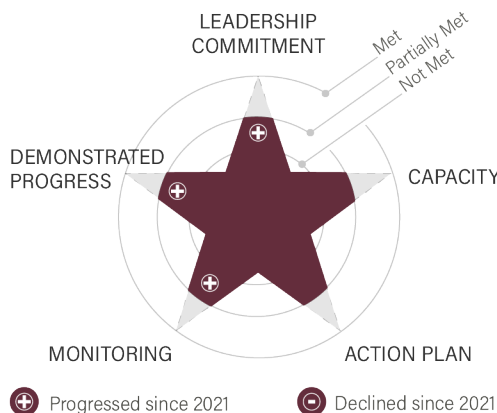 LEADERSHIP
COMMITMENT
Met
Partially Met
Not Met
DEMONSTRATED
PROGRESS
CAPACITY
MONITORING
ACTION PLAN
Progressed since 2021
Declined since 2021